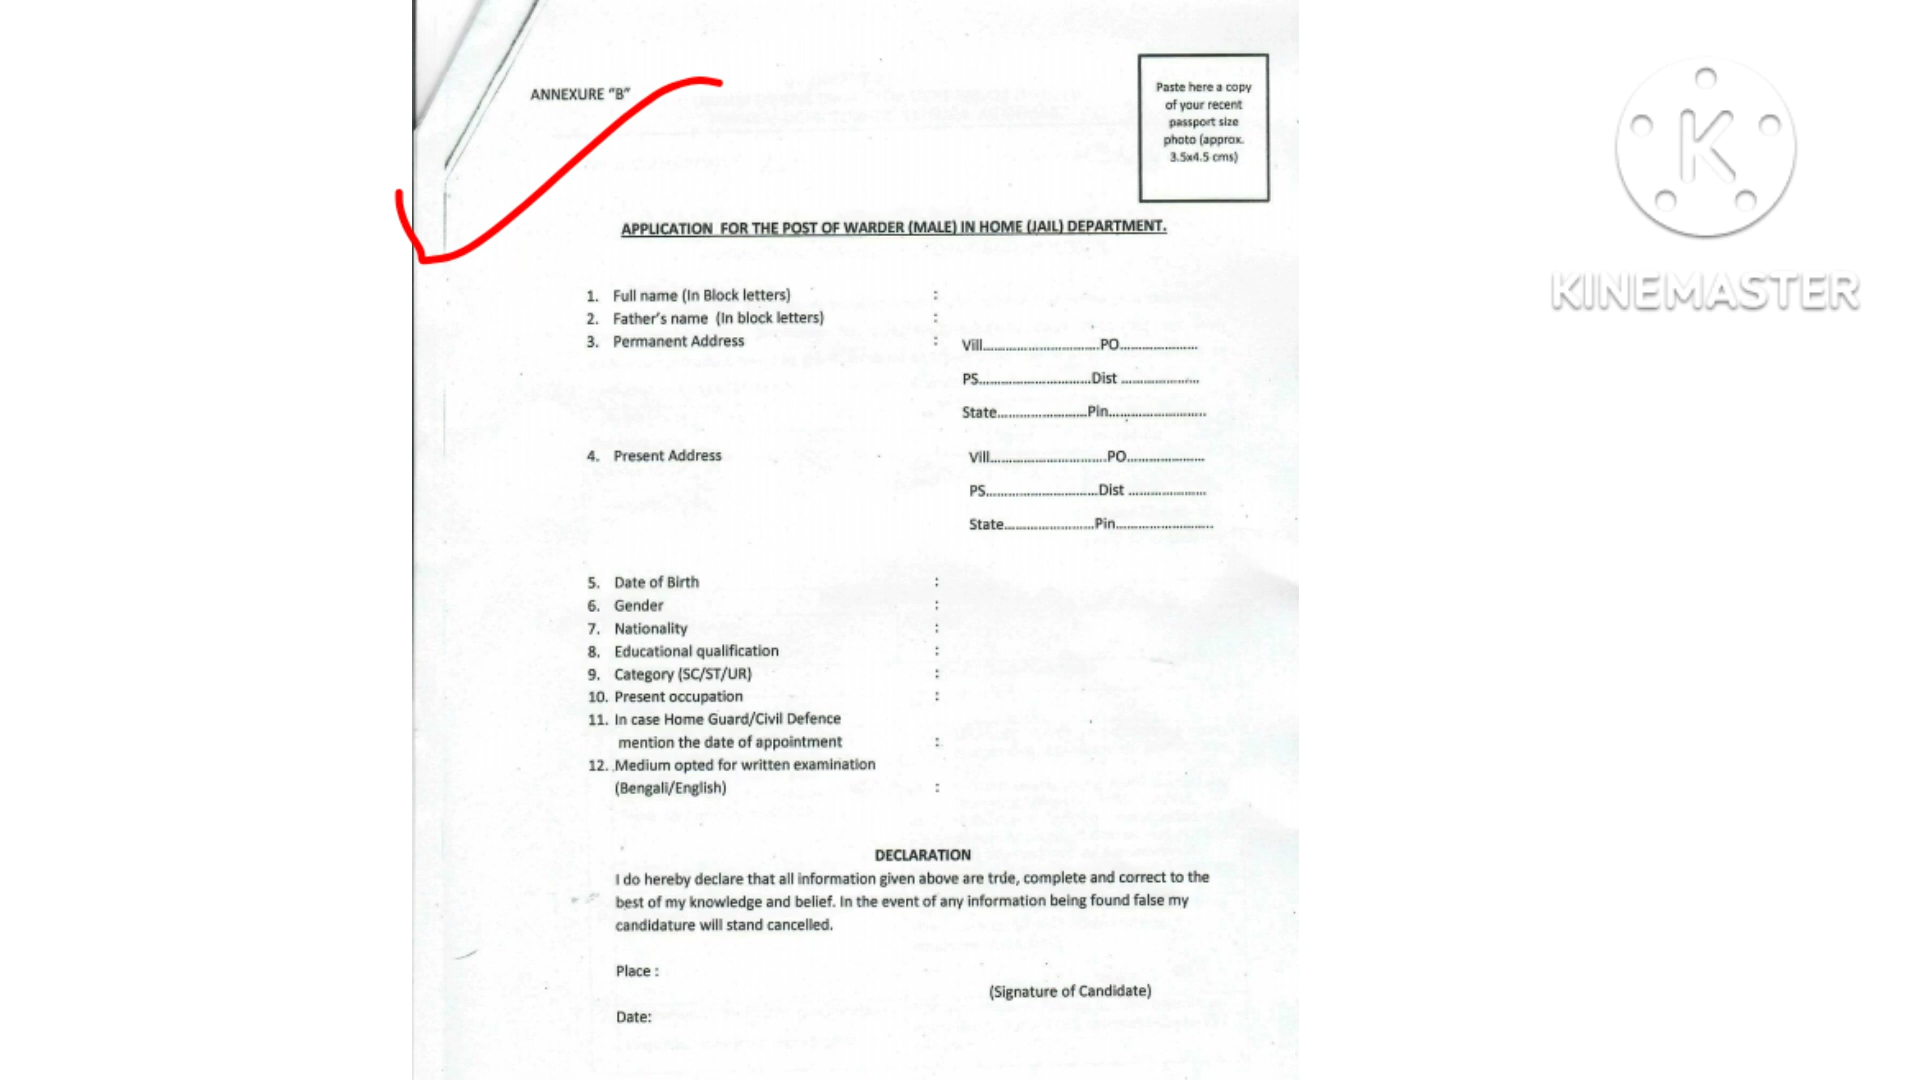 ANNEXURE "B"
Paste here a copy
of your recent
passport size
photo (approx.
3.5x4.5 cms)
APPLICATION FOR THE POST OF WARDER (MALE) IN HOME (JAIL) DEPARTMENT.
1. Full name (In Block letters) :
2. Father's name (In block letters) :
3. Permanent Address : Vill..............................PO....................
PS.............................Dist ....................
State.......................Pin.........................
4. Present Address Vill..............................PO....................
PS.............................Dist ....................
State.......................Pin.........................
5. Date of Birth :
6. Gender :
7. Nationality :
8. Educational qualification :
9. Category (SC/ST/UR) :
10. Present occupation :
11. In case Home Guard/Civil Defence
mention the date of appointment :
12. Medium opted for written examination
(Bengali/English) :
DECLARATION
I do hereby declare that all information given above are true, complete and correct to the
best of my knowledge and belief. In the event of any information being found false my
candidature will stand cancelled.
Place :
(Signature of Candidate)
Date:
K
KINEMASTER